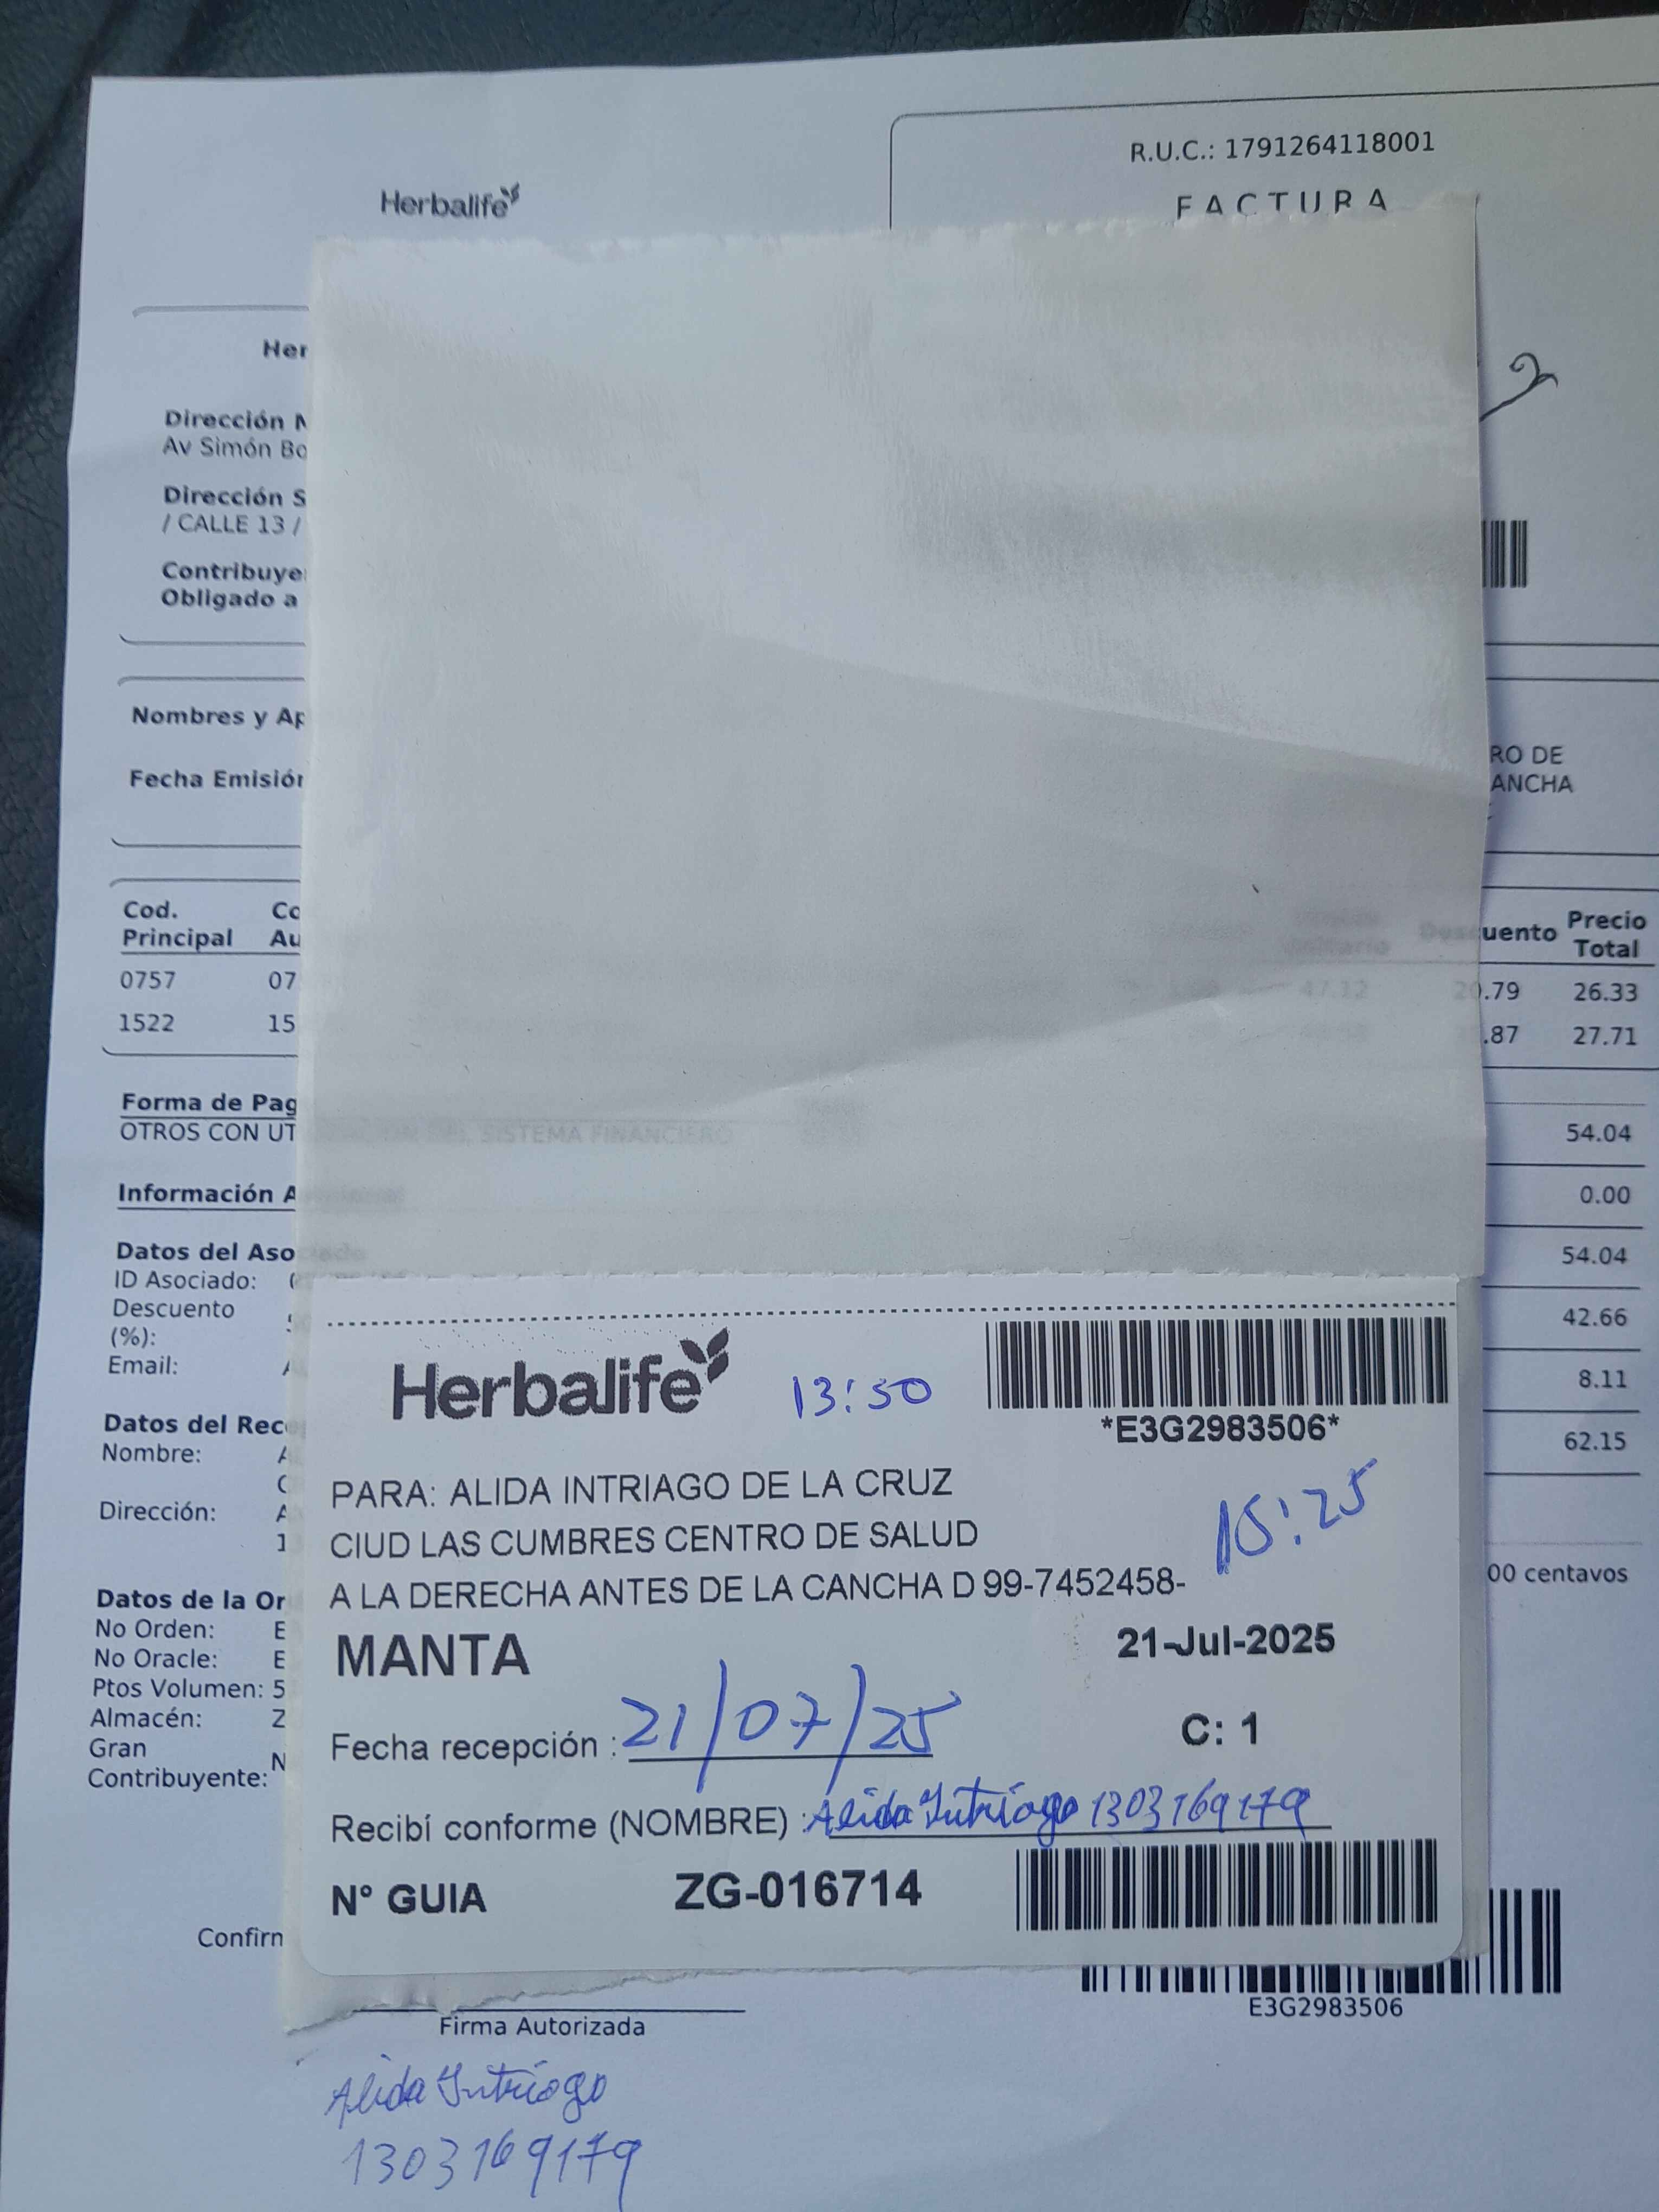 R.U.C.: 1791264118001
Herbalife
FACTURA
Her
Dirección
Av Simón Bo
Dirección S
/ CALLE 13 /
Contribuye
Obligado a
Nombres y Ap
RO DE
Fecha Emisión
ANCHA
Cod. Co uento Precio
Principal Au Total
0757 07 47.12 20.79 26.33
1522 15 .87 27.71
Forma de Pag
OTROS CON UT SISTEMA FINANCIERO 54.04
Información A 0.00
Datos del Aso 54.04
ID Asociado:
Descuento 42.66
(%):
Email: 8.11
Datos del Rec
Nombre: 62.15
Dirección:
1
00 centavos
Datos de la Or
No Orden: E
No Oracle: E
Ptos Volumen: 5
Almacén: Z
Gran
Contribuyente: N
Herbalife 13:50
*E3G2983506*
PARA: ALIDA INTRIAGO DE LA CRUZ
15:25
CIUD LAS CUMBRES CENTRO DE SALUD
A LA DERECHA ANTES DE LA CANCHA D 99-7452458-
MANTA 21-Jul-2025
Fecha recepción : 21/07/25 C: 1
Recibí conforme (NOMBRE) : Alida Intriago 1303169179
N° GUIA ZG-016714
Confirm
E3G2983506
Firma Autorizada
Alida Intriago
1303169179